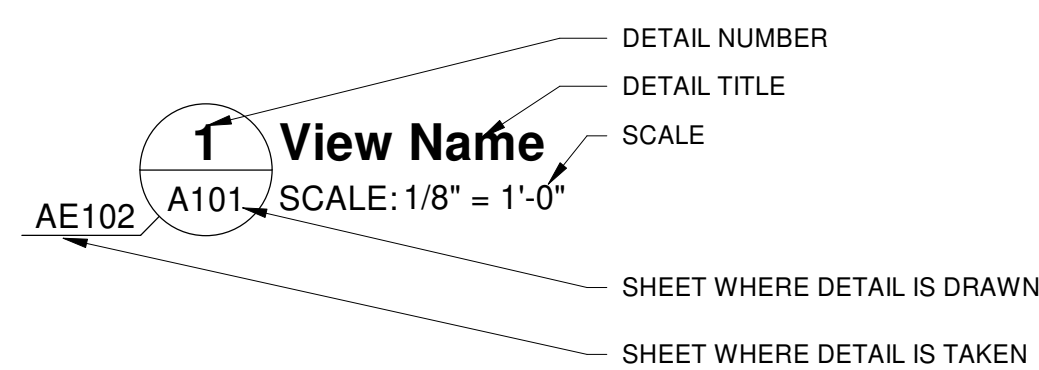 DETAIL NUMBER
DETAIL TITLE
SCALE
1 View Name
A101 SCALE: 1/8" = 1'-0"
AE102
SHEET WHERE DETAIL IS DRAWN
SHEET WHERE DETAIL IS TAKEN